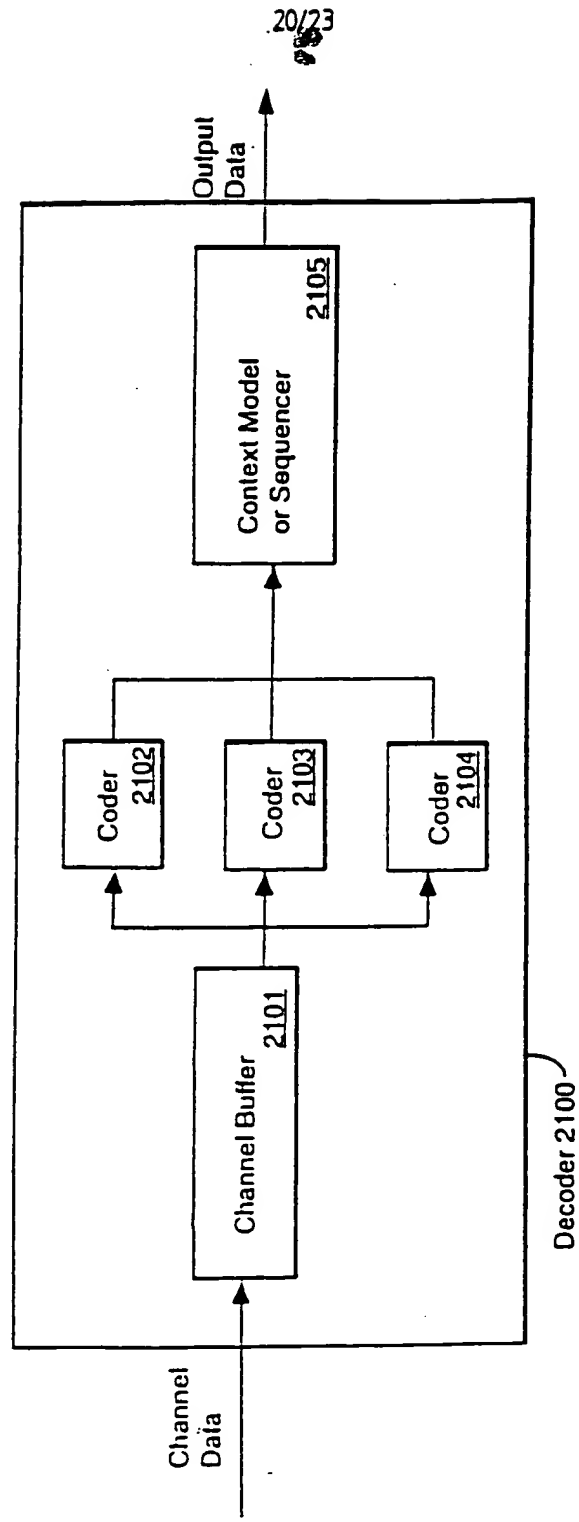 20/23
Channel
Data
Channel Buffer
2101
Coder
2102
Coder
2103
Coder
2104
Context Model
or Sequencer
2105
Output
Data
Decoder 2100